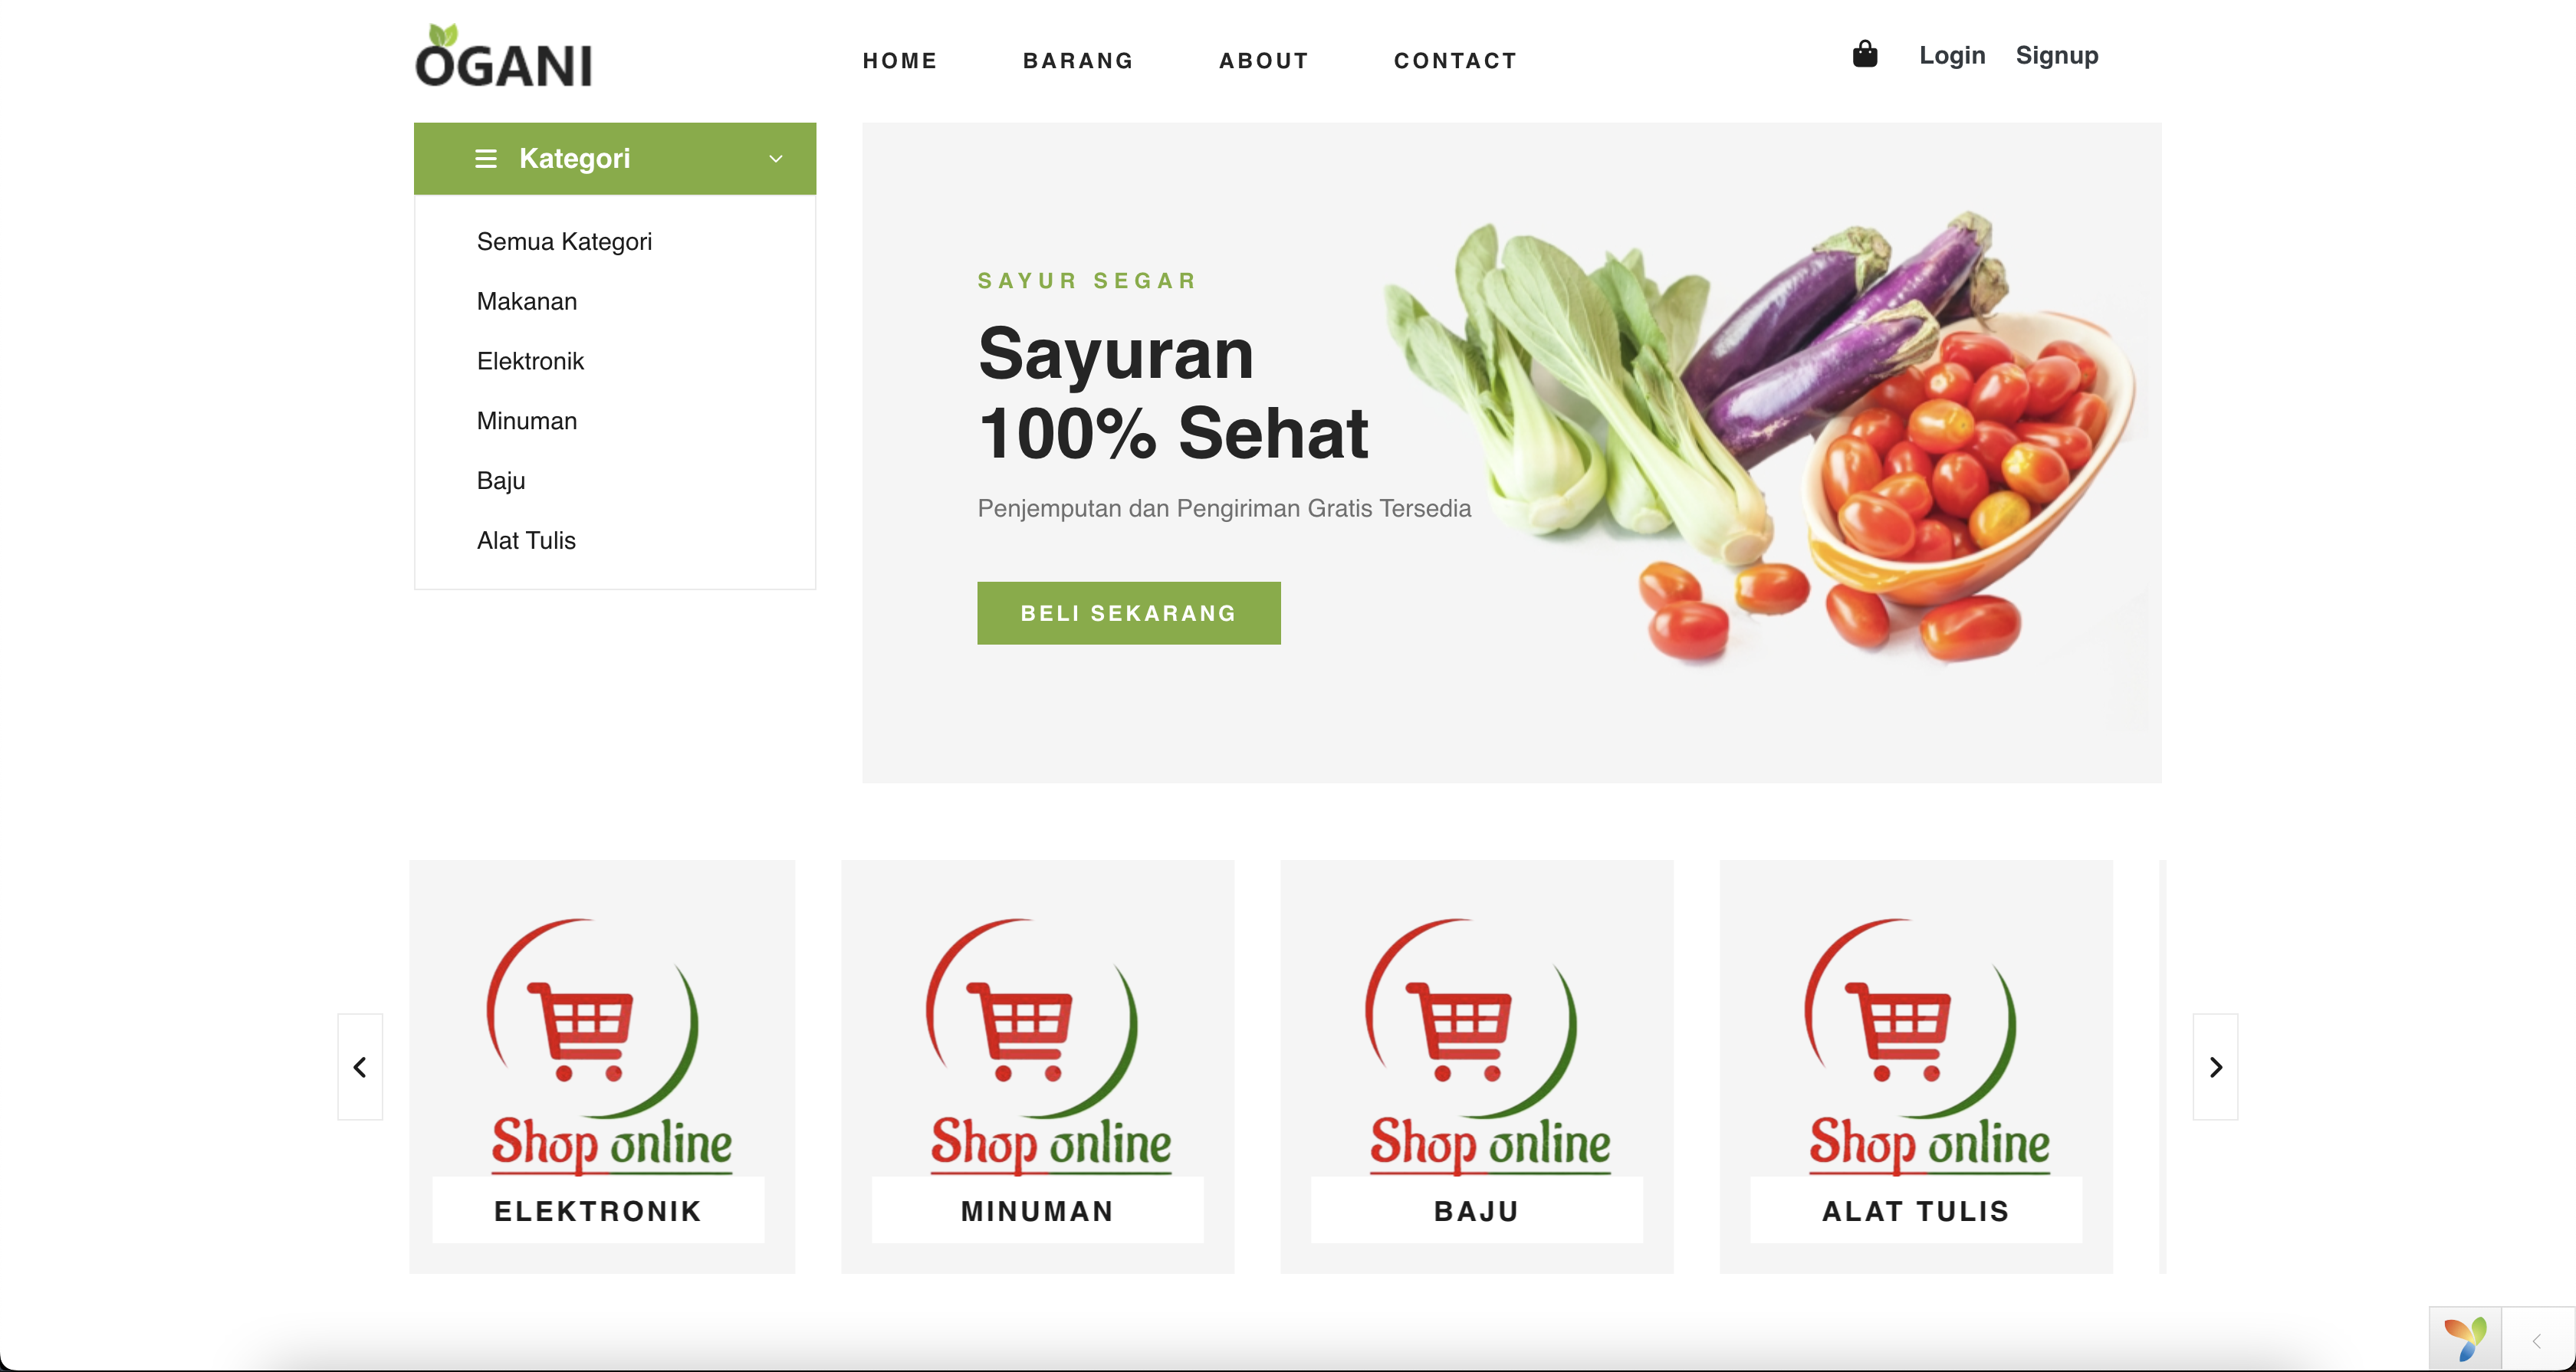 OGANI
HOME BARANG ABOUT CONTACT
Login Signup
Kategori
Semua Kategori
Makanan
Elektronik
Minuman
Baju
Alat Tulis
SAYUR SEGAR
Sayuran
100% Sehat
Penjemputan dan Pengiriman Gratis Tersedia
BELI SEKARANG
Shop online
ELEKTRONIK
Shop online
MINUMAN
Shop online
BAJU
Shop online
ALAT TULIS